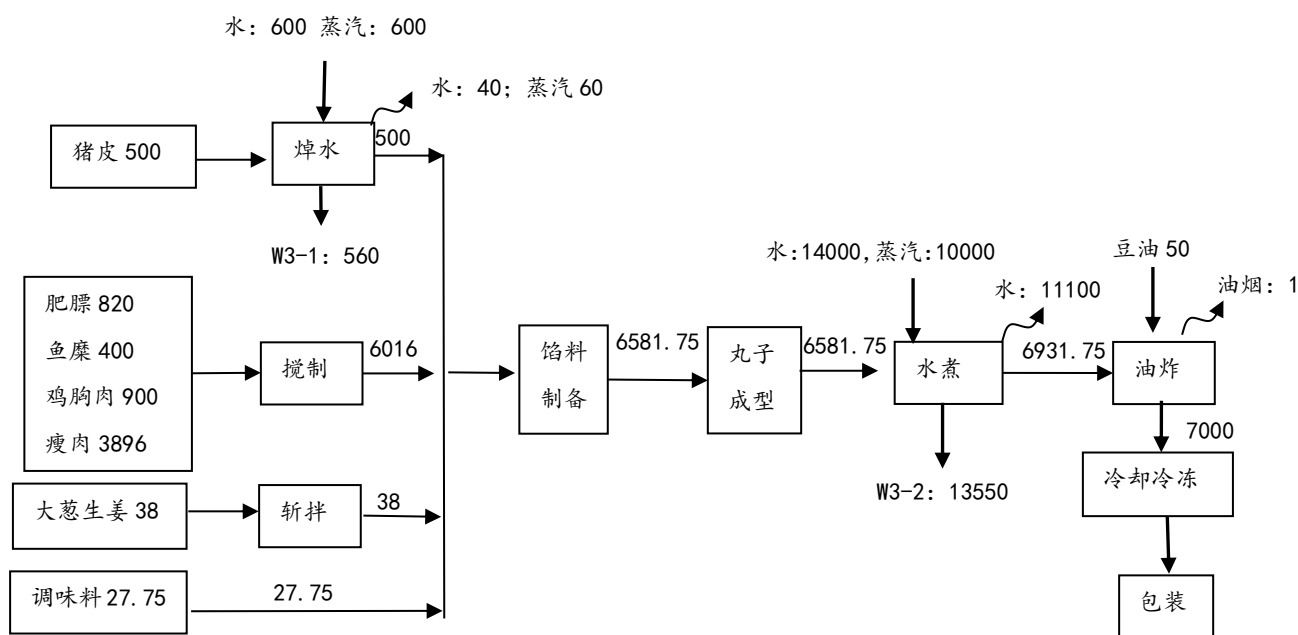 水: 600 蒸汽: 600
水: 40; 蒸汽 60
猪皮 500
焯水
500
W3-1: 560
肥膘 820
鱼糜 400
鸡胸肉 900
瘦肉 3896
搅制
6016
大葱生姜 38
斩拌
38
调味料 27.75
27.75
馅料
制备
6581.75
丸子
成型
6581.75
水:14000,蒸汽:10000
水: 11100
水煮
6931.75
W3-2: 13550
豆油 50
油烟: 1
油炸
7000
冷却冷冻
包装